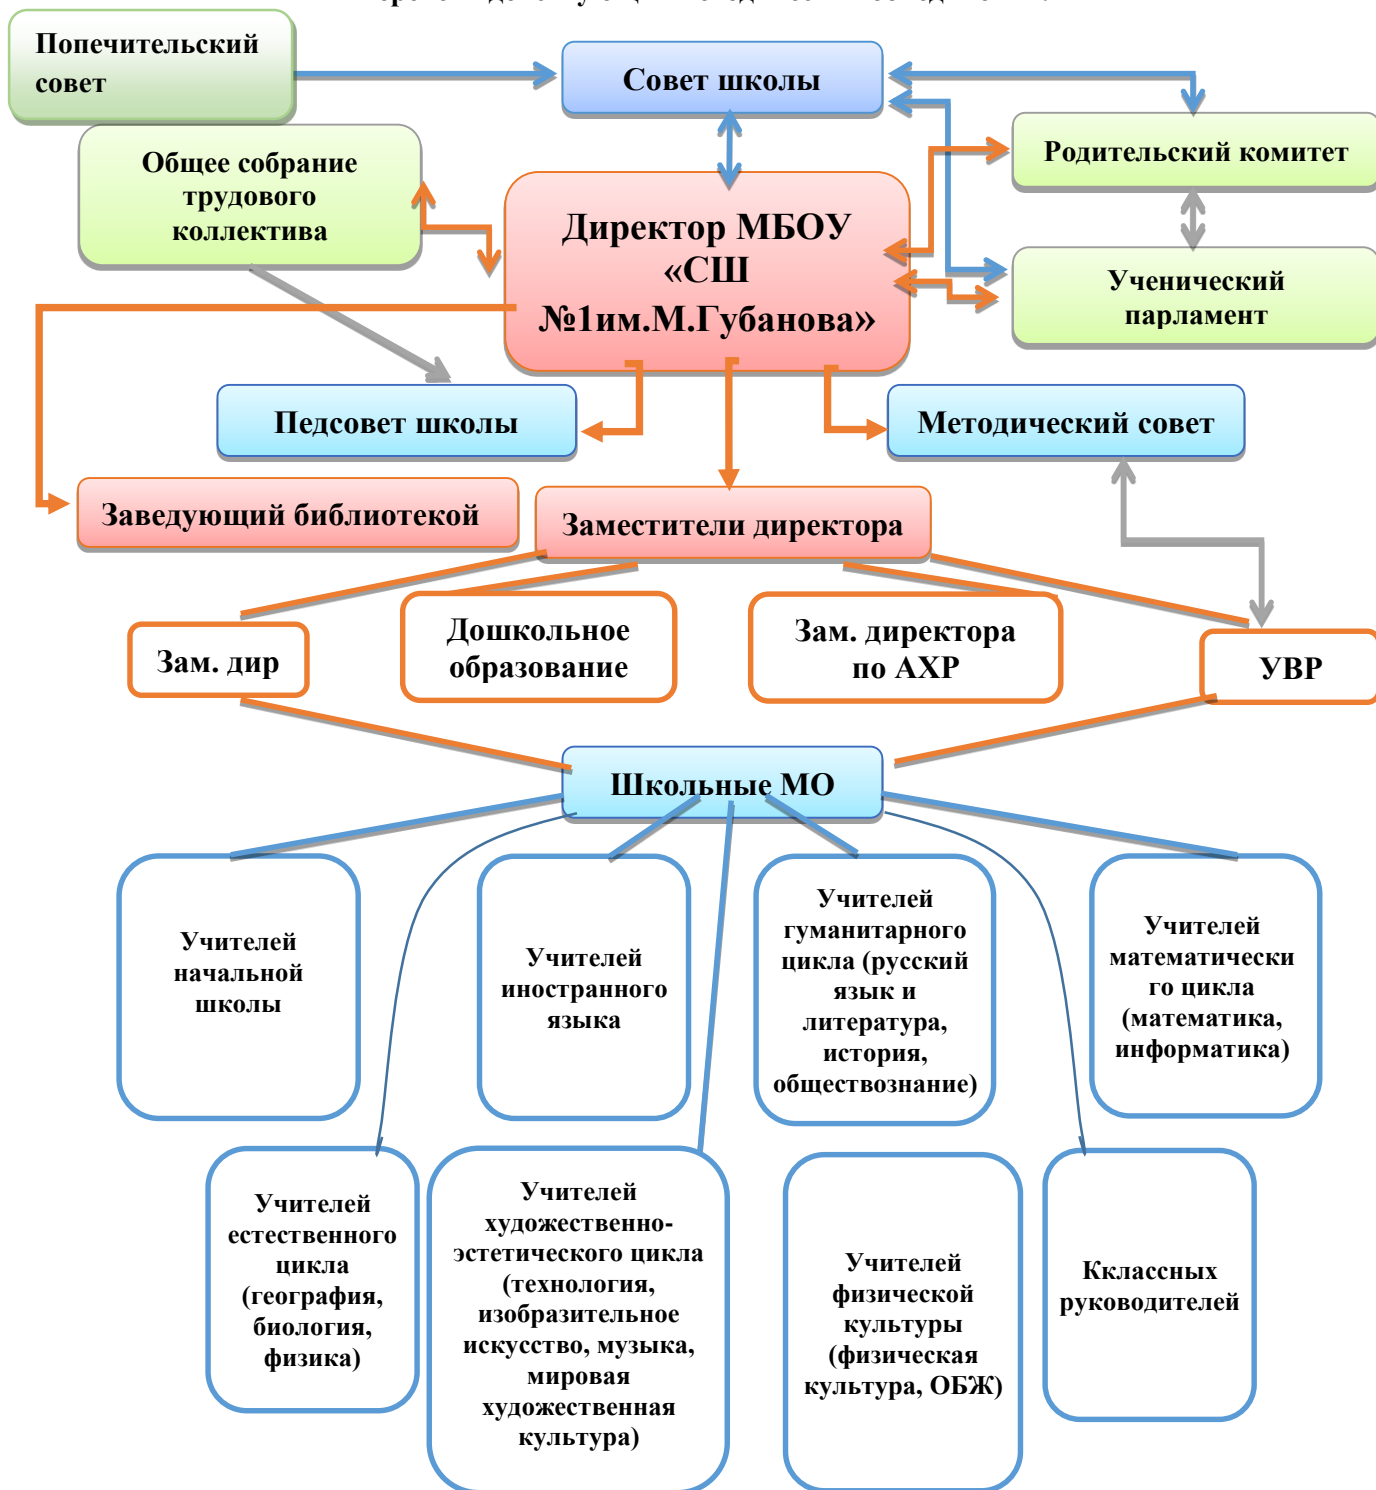 Попечительский
совет
Совет школы
Общее собрание
трудового
коллектива
Родительский комитет
Директор МБОУ
«СШ
№1им.М.Губанова»
Ученический
парламент
Педсовет школы
Методический совет
Заведующий библиотекой
Заместители директора
Зам. дир
Дошкольное
образование
Зам. директора
по АХР
УВР
Школьные МО
Учителей
начальной
школы
Учителей
иностранного
языка
Учителей
гуманитарного
цикла (русский
язык и
литература,
история,
обществознание)
Учителей
математически
го цикла
(математика,
информатика)
Учителей
естественного
цикла
(география,
биология,
физика)
Учителей
художественно-
эстетического цикла
(технология,
изобразительное
искусство, музыка,
мировая
художественная
культура)
Учителей
физической
культуры
(физическая
культура, ОБЖ)
Кклассных
руководителей